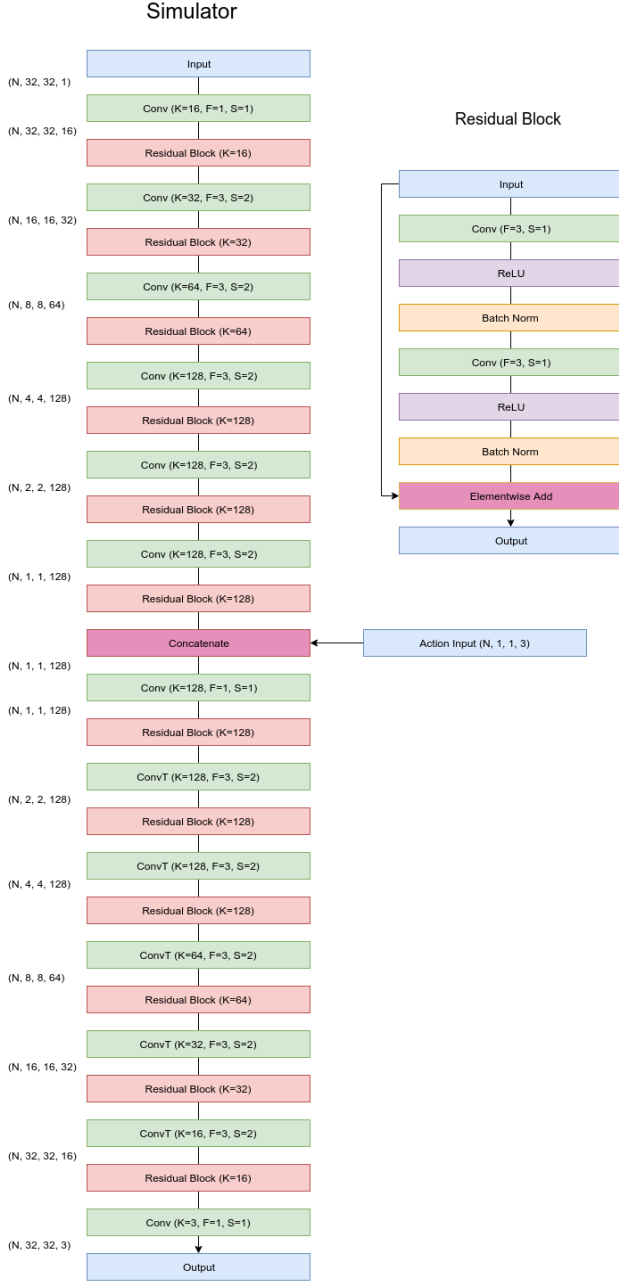 Simulator
Input
(N, 32, 32, 1)
Conv (K=16, F=1, S=1)
(N, 32, 32, 16)
Residual Block (K=16)
Conv (K=32, F=3, S=2)
(N, 16, 16, 32)
Residual Block (K=32)
Conv (K=64, F=3, S=2)
(N, 8, 8, 64)
Residual Block (K=64)
Conv (K=128, F=3, S=2)
(N, 4, 4, 128)
Residual Block (K=128)
Conv (K=128, F=3, S=2)
(N, 2, 2, 128)
Residual Block (K=128)
Conv (K=128, F=3, S=2)
(N, 1, 1, 128)
Residual Block (K=128)
Concatenate
Action Input (N, 1, 1, 3)
(N, 1, 1, 128)
Conv (K=128, F=1, S=1)
(N, 1, 1, 128)
Residual Block (K=128)
ConvT (K=128, F=3, S=2)
(N, 2, 2, 128)
Residual Block (K=128)
ConvT (K=128, F=3, S=2)
(N, 4, 4, 128)
Residual Block (K=128)
ConvT (K=64, F=3, S=2)
(N, 8, 8, 64)
Residual Block (K=64)
ConvT (K=32, F=3, S=2)
(N, 16, 16, 32)
Residual Block (K=32)
ConvT (K=16, F=3, S=2)
(N, 32, 32, 16)
Residual Block (K=16)
Conv (K=3, F=1, S=1)
(N, 32, 32, 3)
Output
Residual Block
Input
Conv (F=3, S=1)
ReLU
Batch Norm
Conv (F=3, S=1)
ReLU
Batch Norm
Elementwise Add
Output